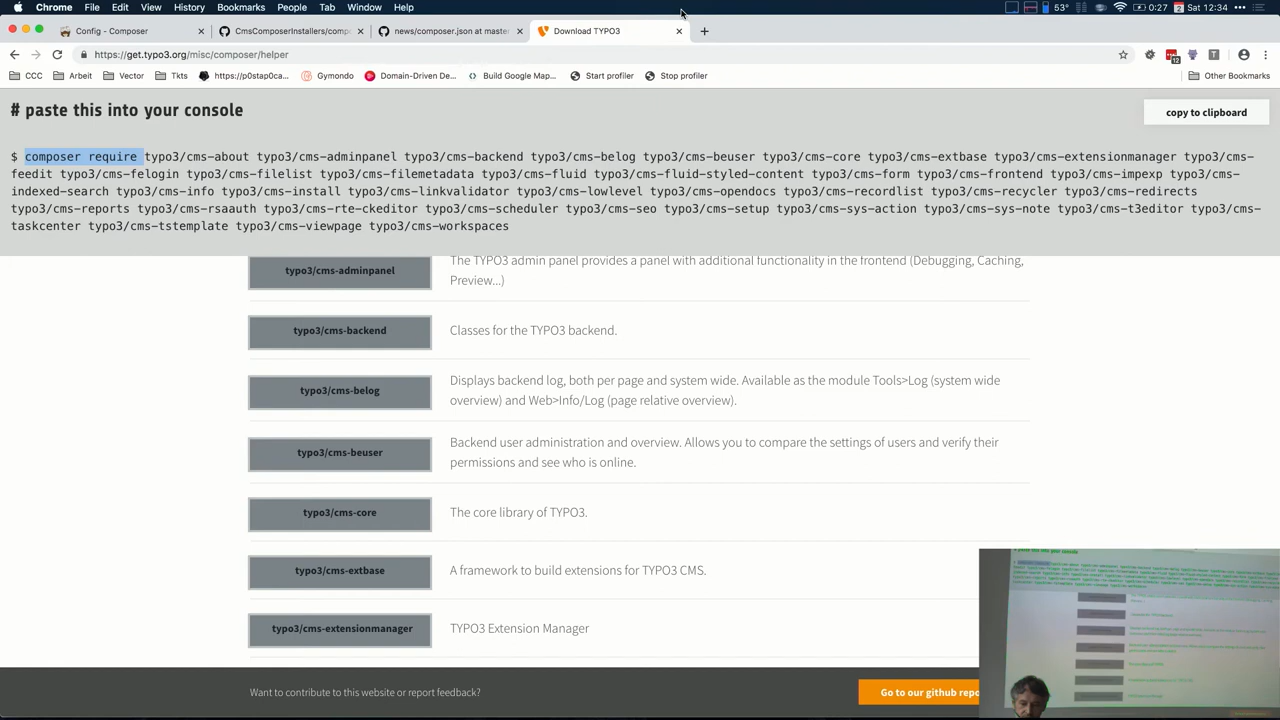 Chrome File Edit View History Bookmarks People Tab Window Help 53° 0:27 Sat 12:34
Config - Composer CmsComposerInstallers/comp news/composer.json at master Download TYPO3
https://get.typo3.org/misc/composer/helper 12
CCC Arbeit Vector Tkts https://p0stap0ca... Gymondo Domain-Driven De... Build Google Map... Start profiler Stop profiler Other Bookmarks
# paste this into your console
copy to clipboard
$ composer require typo3/cms-about typo3/cms-adminpanel typo3/cms-backend typo3/cms-belog typo3/cms-beuser typo3/cms-core typo3/cms-extbase typo3/cms-extensionmanager typo3/cms-
feedit typo3/cms-felogin typo3/cms-filelist typo3/cms-filemetadata typo3/cms-fluid typo3/cms-fluid-styled-content typo3/cms-form typo3/cms-frontend typo3/cms-impexp typo3/cms-
indexed-search typo3/cms-info typo3/cms-install typo3/cms-linkvalidator typo3/cms-lowlevel typo3/cms-opendocs typo3/cms-recordlist typo3/cms-recycler typo3/cms-redirects
typo3/cms-reports typo3/cms-rsaauth typo3/cms-rte-ckeditor typo3/cms-scheduler typo3/cms-seo typo3/cms-setup typo3/cms-sys-action typo3/cms-sys-note typo3/cms-t3editor typo3/cms-
taskcenter typo3/cms-tstemplate typo3/cms-viewpage typo3/cms-workspaces
typo3/cms-adminpanel
The TYPO3 admin panel provides a panel with additional functionality in the frontend (Debugging, Caching,
Preview...)
typo3/cms-backend
Classes for the TYPO3 backend.
typo3/cms-belog
Displays backend log, both per page and system wide. Available as the module Tools>Log (system wide
overview) and Web>Info/Log (page relative overview).
typo3/cms-beuser
Backend user administration and overview. Allows you to compare the settings of users and verify their
permissions and see who is online.
typo3/cms-core
The core library of TYPO3.
typo3/cms-extbase
A framework to build extensions for TYPO3 CMS.
typo3/cms-extensionmanager
TYPO3 Extension Manager
Want to contribute to this website or report feedback?
Go to our github repo